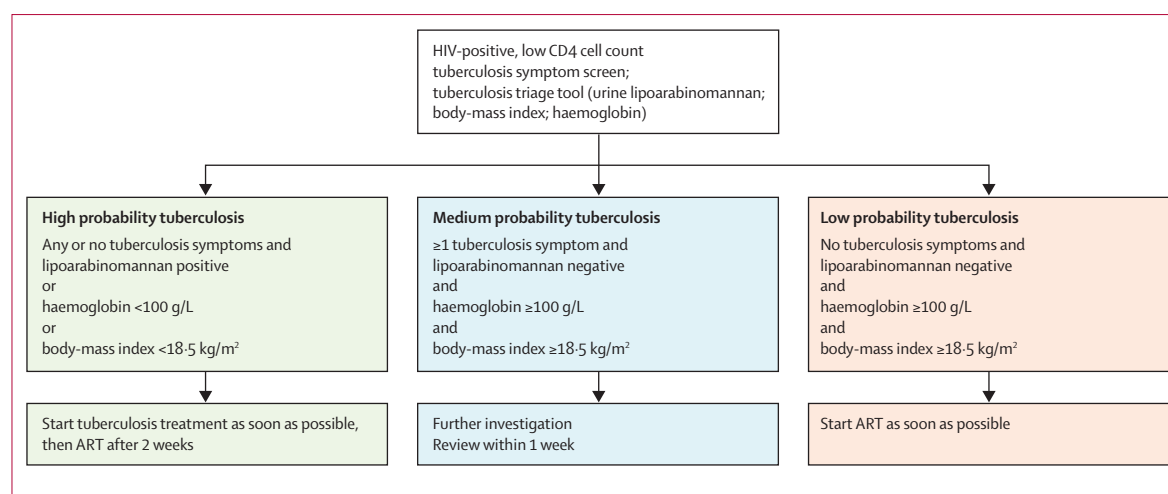 HIV-positive, low CD4 cell count
tuberculosis symptom screen;
tuberculosis triage tool (urine lipoarabinomannan;
body-mass index; haemoglobin)
High probability tuberculosis
Any or no tuberculosis symptoms and
lipoarabinomannan positive
or
haemoglobin <100 g/L
or
body-mass index <18·5 kg/m²
Medium probability tuberculosis
≥1 tuberculosis symptom and
lipoarabinomannan negative
and
haemoglobin ≥100 g/L
and
body-mass index ≥18·5 kg/m²
Low probability tuberculosis
No tuberculosis symptoms and
lipoarabinomannan negative
and
haemoglobin ≥100 g/L
and
body-mass index ≥18·5 kg/m²
Start tuberculosis treatment as soon as possible,
then ART after 2 weeks
Further investigation
Review within 1 week
Start ART as soon as possible